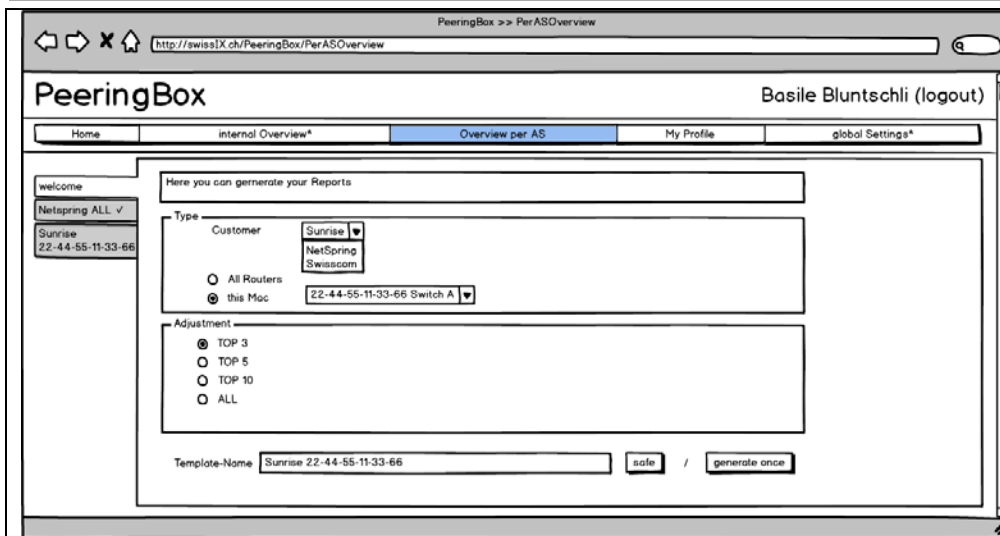 PeeringBox >> PerASOverview
http://swissIX.ch/PeeringBox/PerASOverview
PeeringBox
Basile Bluntschli (logout)
Home internal Overview* Overview per AS My Profile global Settings*
welcome
Netspring ALL ✓
Sunrise
22-44-55-11-33-66
Here you can gernerate your Reports
Type
Customer Sunrise
NetSpring
Swisscom
All Routers
this Mac 22-44-55-11-33-66 Switch A
Adjustment
TOP 3
TOP 5
TOP 10
ALL
Template-Name Sunrise 22-44-55-11-33-66 safe / generate once